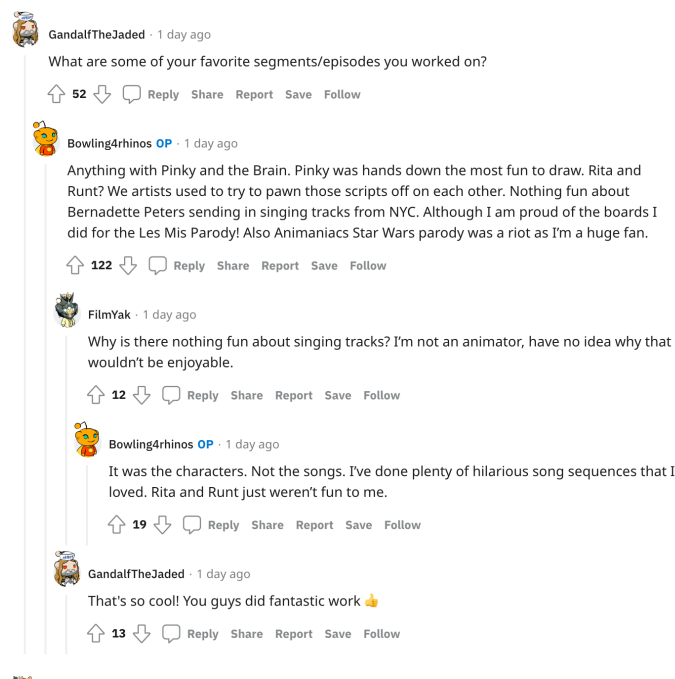 GandalfTheJaded · 1 day ago
What are some of your favorite segments/episodes you worked on?
52 Reply Share Report Save Follow
Bowling4rhinos OP · 1 day ago
Anything with Pinky and the Brain. Pinky was hands down the most fun to draw. Rita and
Runt? We artists used to try to pawn those scripts off on each other. Nothing fun about
Bernadette Peters sending in singing tracks from NYC. Although I am proud of the boards I
did for the Les Mis Parody! Also Animaniacs Star Wars parody was a riot as I’m a huge fan.
122 Reply Share Report Save Follow
FilmYak · 1 day ago
Why is there nothing fun about singing tracks? I’m not an animator, have no idea why that
wouldn’t be enjoyable.
12 Reply Share Report Save Follow
Bowling4rhinos OP · 1 day ago
It was the characters. Not the songs. I’ve done plenty of hilarious song sequences that I
loved. Rita and Runt just weren’t fun to me.
19 Reply Share Report Save Follow
GandalfTheJaded · 1 day ago
That's so cool! You guys did fantastic work 👍
13 Reply Share Report Save Follow